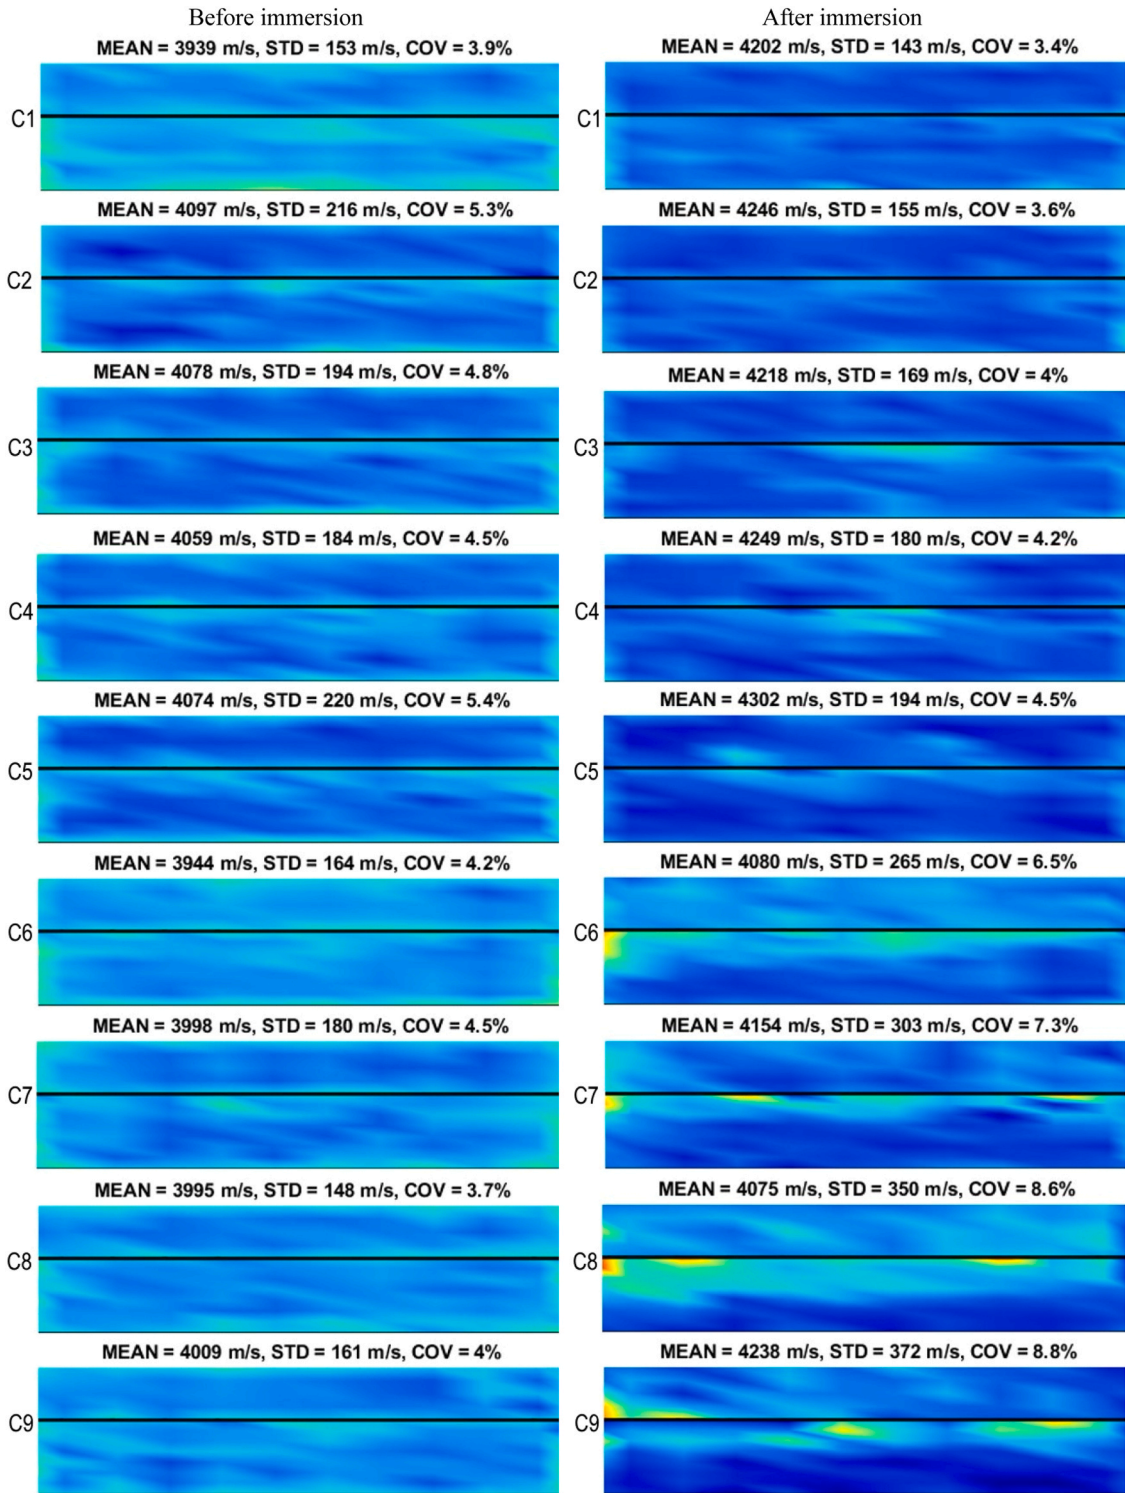 Before immersion After immersion
MEAN = 3939 m/s, STD = 153 m/s, COV = 3.9% MEAN = 4202 m/s, STD = 143 m/s, COV = 3.4%
C1 C1
MEAN = 4097 m/s, STD = 216 m/s, COV = 5.3% MEAN = 4246 m/s, STD = 155 m/s, COV = 3.6%
C2 C2
MEAN = 4078 m/s, STD = 194 m/s, COV = 4.8% MEAN = 4218 m/s, STD = 169 m/s, COV = 4%
C3 C3
MEAN = 4059 m/s, STD = 184 m/s, COV = 4.5% MEAN = 4249 m/s, STD = 180 m/s, COV = 4.2%
C4 C4
MEAN = 4074 m/s, STD = 220 m/s, COV = 5.4% MEAN = 4302 m/s, STD = 194 m/s, COV = 4.5%
C5 C5
MEAN = 3944 m/s, STD = 164 m/s, COV = 4.2% MEAN = 4080 m/s, STD = 265 m/s, COV = 6.5%
C6 C6
MEAN = 3998 m/s, STD = 180 m/s, COV = 4.5% MEAN = 4154 m/s, STD = 303 m/s, COV = 7.3%
C7 C7
MEAN = 3995 m/s, STD = 148 m/s, COV = 3.7% MEAN = 4075 m/s, STD = 350 m/s, COV = 8.6%
C8 C8
MEAN = 4009 m/s, STD = 161 m/s, COV = 4% MEAN = 4238 m/s, STD = 372 m/s, COV = 8.8%
C9 C9